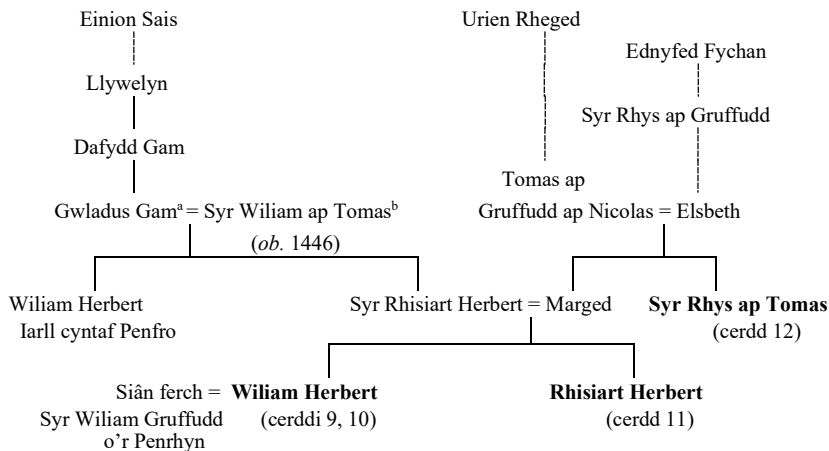 Einion Sais
Urien Rheged
Ednyfed Fychan
Llywelyn
Syr Rhys ap Gruffudd
Dafydd Gam
Tomas ap
Gwladus Gamᵃ = Syr Wiliam ap Tomasᵇ
Gruffudd ap Nicolas = Elsbeth
(ob. 1446)
Wiliam Herbert
Syr Rhisiart Herbert = Marged
Syr Rhys ap Tomas
Iarll cyntaf Penfro
(cerdd 12)
Siân ferch = Wiliam Herbert
Rhisiart Herbert
Syr Wiliam Gruffudd
(cerddi 9, 10)
(cerdd 11)
o’r Penrhyn